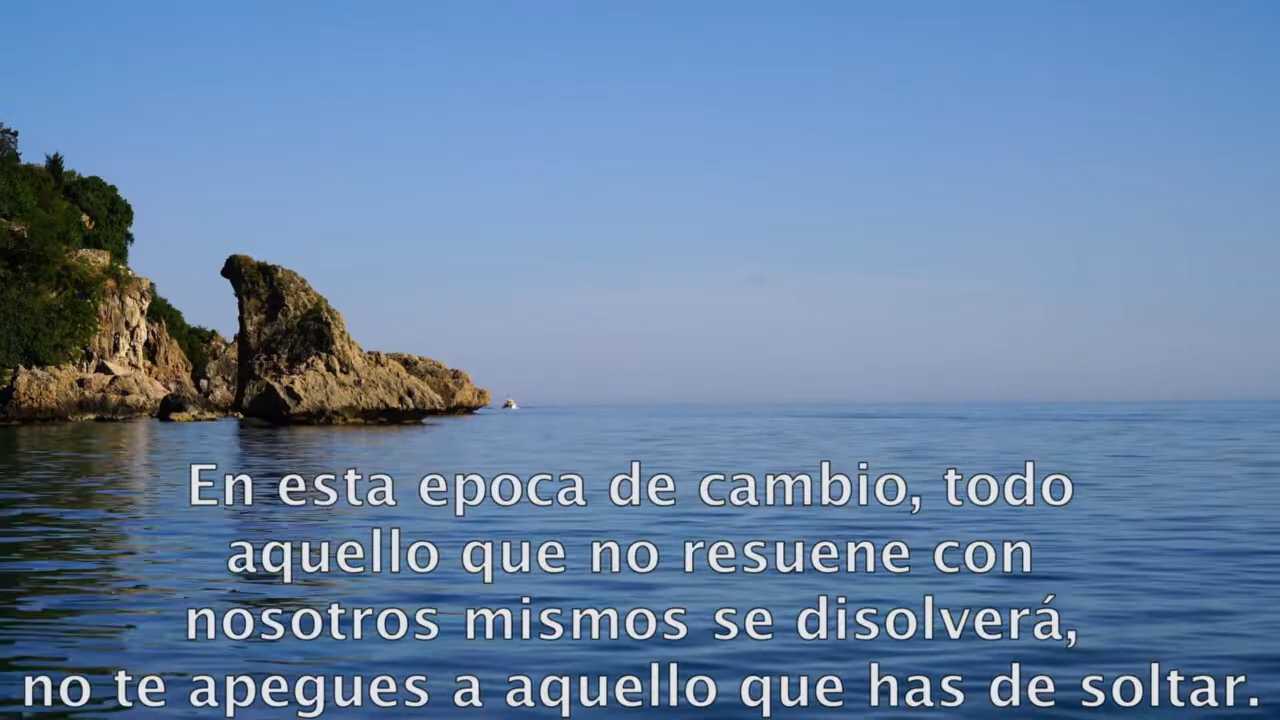 En esta epoca de cambio, todo
aquello que no resuene con
nosotros mismos se disolverá,
no te apegues a aquello que has de soltar.